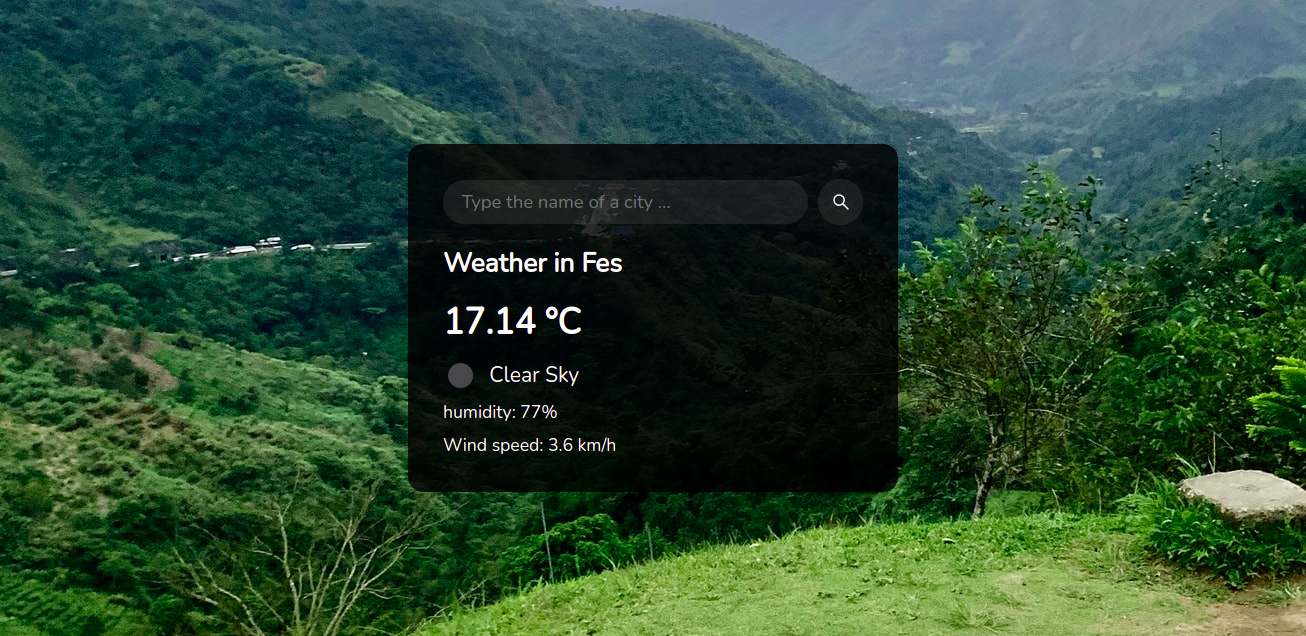 Type the name of a city ...
Weather in Fes
17.14 °C
Clear Sky
humidity: 77%
Wind speed: 3.6 km/h